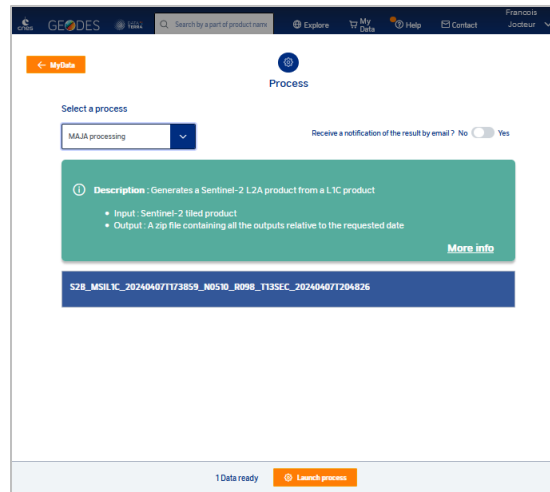 cnes GEODES
Search by a part of product name
Explore
My Data
Help
Contact
Francois Jocteur
← MyData
Process
Select a process
MAJA processing
Receive a notification of the result by email ? No Yes
Description : Generates a Sentinel-2 L2A product from a L1C product
• Input : Sentinel-2 tiled product
• Output : A zip file containing all the outputs relative to the requested date
More info
S2B_MSIL1C_20240407T173859_N0510_R098_T13SEC_20240407T204826
1 Data ready
Launch process